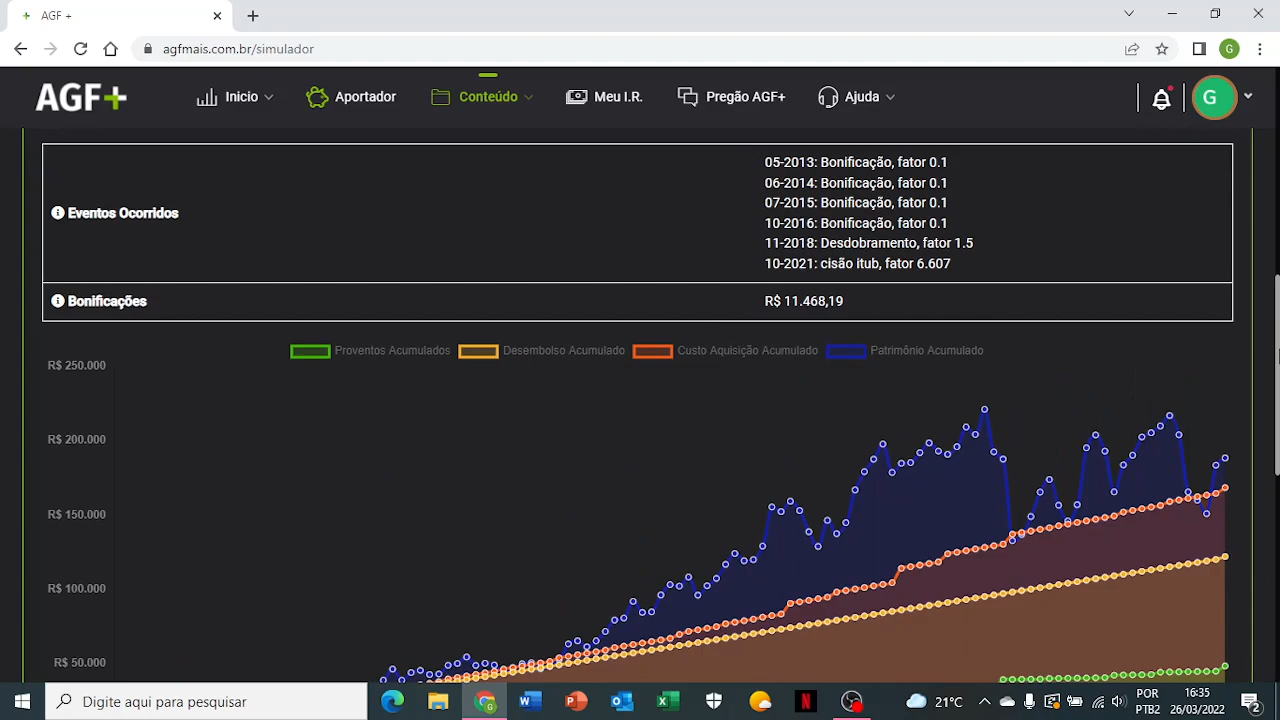 AGF +
agfmais.com.br/simulador
G
AGF+
Inicio
Aportador
Conteúdo
Meu I.R.
Pregão AGF+
Ajuda
G
Eventos Ocorridos
05-2013: Bonificação, fator 0.1
06-2014: Bonificação, fator 0.1
07-2015: Bonificação, fator 0.1
10-2016: Bonificação, fator 0.1
11-2018: Desdobramento, fator 1.5
10-2021: cisão itub, fator 6.607
Bonificações
R$ 11.468,19
Proventos Acumulados
Desembolso Acumulado
Custo Aquisição Acumulado
Patrimônio Acumulado
R$ 250.000
R$ 200.000
R$ 150.000
R$ 100.000
R$ 50.000
Digite aqui para pesquisar
21°C
POR
PTB2
16:35
26/03/2022
2